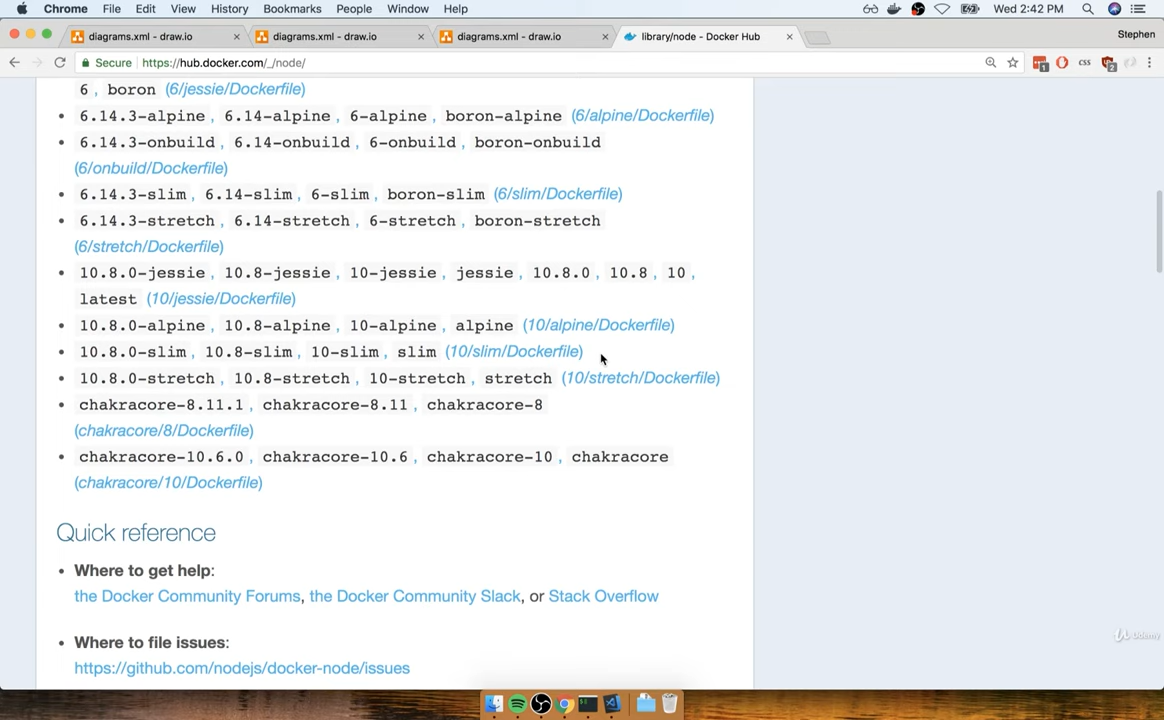 Chrome File Edit View History Bookmarks People Window Help Wed 2:42 PM
diagrams.xml - draw.io × diagrams.xml - draw.io × diagrams.xml - draw.io × library/node - Docker Hub × Stephen
Secure https://hub.docker.com/_/node/ css 1 2
6 , boron (6/jessie/Dockerfile)
• 6.14.3-alpine , 6.14-alpine , 6-alpine , boron-alpine (6/alpine/Dockerfile)
• 6.14.3-onbuild , 6.14-onbuild , 6-onbuild , boron-onbuild
(6/onbuild/Dockerfile)
• 6.14.3-slim , 6.14-slim , 6-slim , boron-slim (6/slim/Dockerfile)
• 6.14.3-stretch , 6.14-stretch , 6-stretch , boron-stretch
(6/stretch/Dockerfile)
• 10.8.0-jessie , 10.8-jessie , 10-jessie , jessie , 10.8.0 , 10.8 , 10 ,
latest (10/jessie/Dockerfile)
• 10.8.0-alpine , 10.8-alpine , 10-alpine , alpine (10/alpine/Dockerfile)
• 10.8.0-slim , 10.8-slim , 10-slim , slim (10/slim/Dockerfile)
• 10.8.0-stretch , 10.8-stretch , 10-stretch , stretch (10/stretch/Dockerfile)
• chakracore-8.11.1 , chakracore-8.11 , chakracore-8
(chakracore/8/Dockerfile)
• chakracore-10.6.0 , chakracore-10.6 , chakracore-10 , chakracore
(chakracore/10/Dockerfile)
Quick reference
• Where to get help:
the Docker Community Forums, the Docker Community Slack, or Stack Overflow
• Where to file issues:
Udemy
https://github.com/nodejs/docker-node/issues